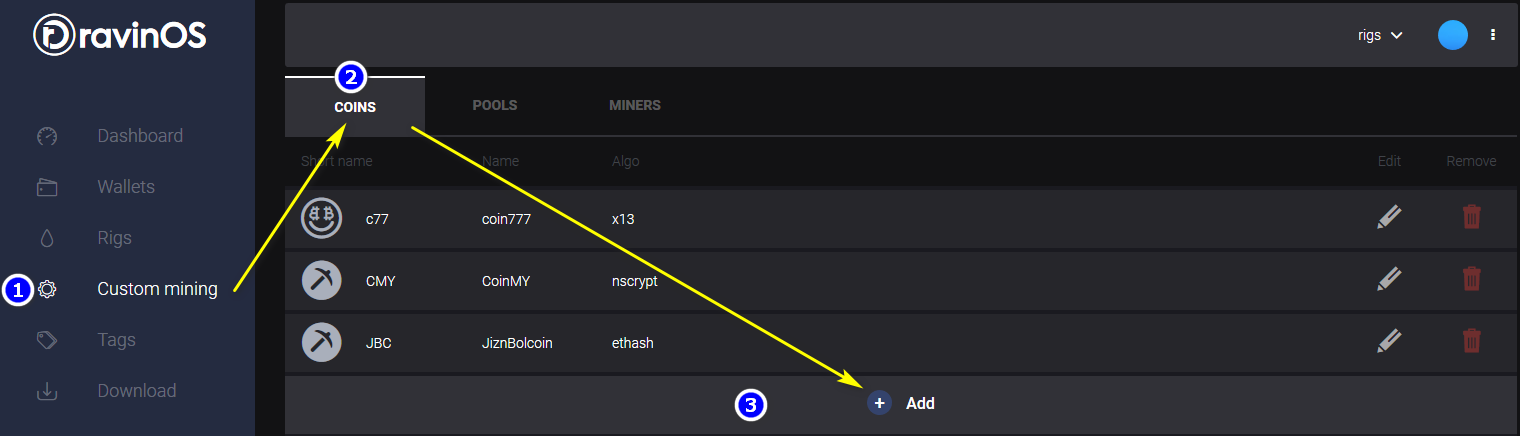 DravinOS
rigs
2
COINS POOLS MINERS
Dashboard
Short name Name Algo Edit Remove
Wallets
c77 coin777 x13
Rigs
1 Custom mining
CMY CoinMY nscrypt
Tags
JBC JiznBolcoin ethash
Download
3 + Add